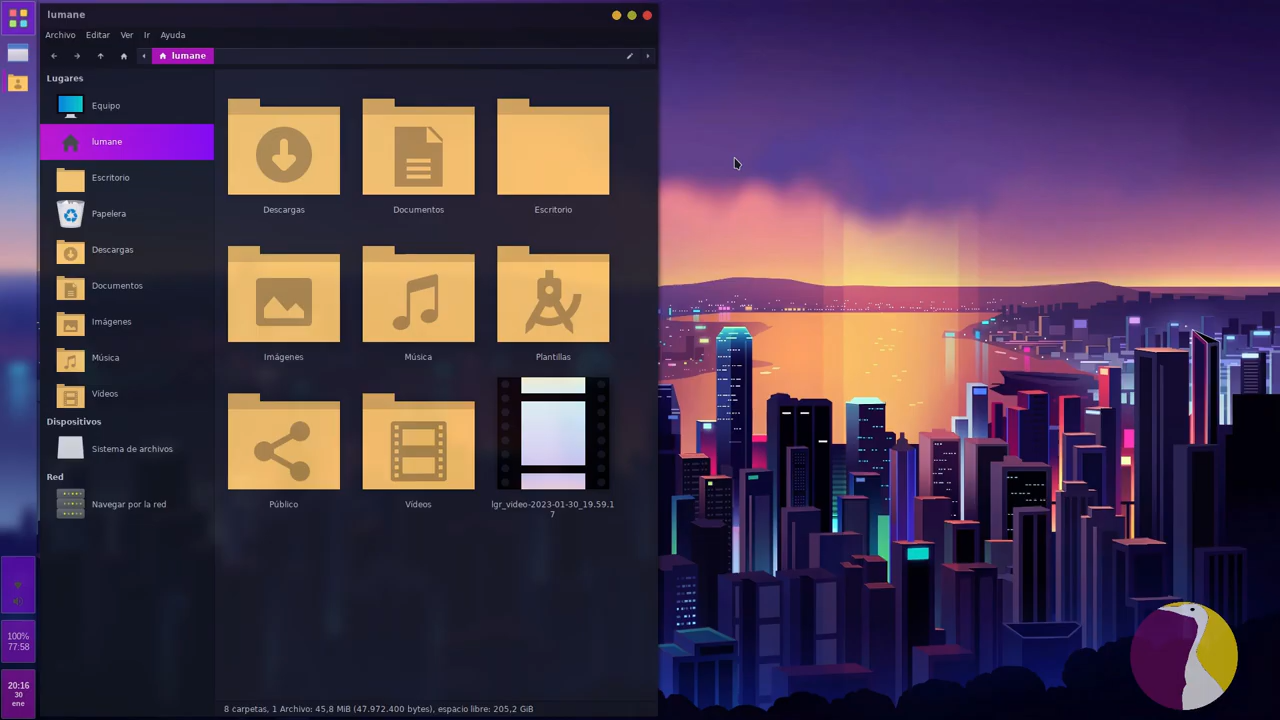 lumane
Archivo Editar Ver Ir Ayuda
lumane
Lugares
Equipo
lumane
Escritorio
Papelera
Descargas
Documentos
Imágenes
Música
Vídeos
Dispositivos
Sistema de archivos
Red
Navegar por la red
Descargas Documentos Escritorio
Imágenes Música Plantillas
Público Vídeos lgr_video-2023-01-30_19.59.1
7
8 carpetas, 1 Archivo: 45,8 MiB (47.972.400 bytes), espacio libre: 205,2 GiB
100%
77:58
20:16
30
ene